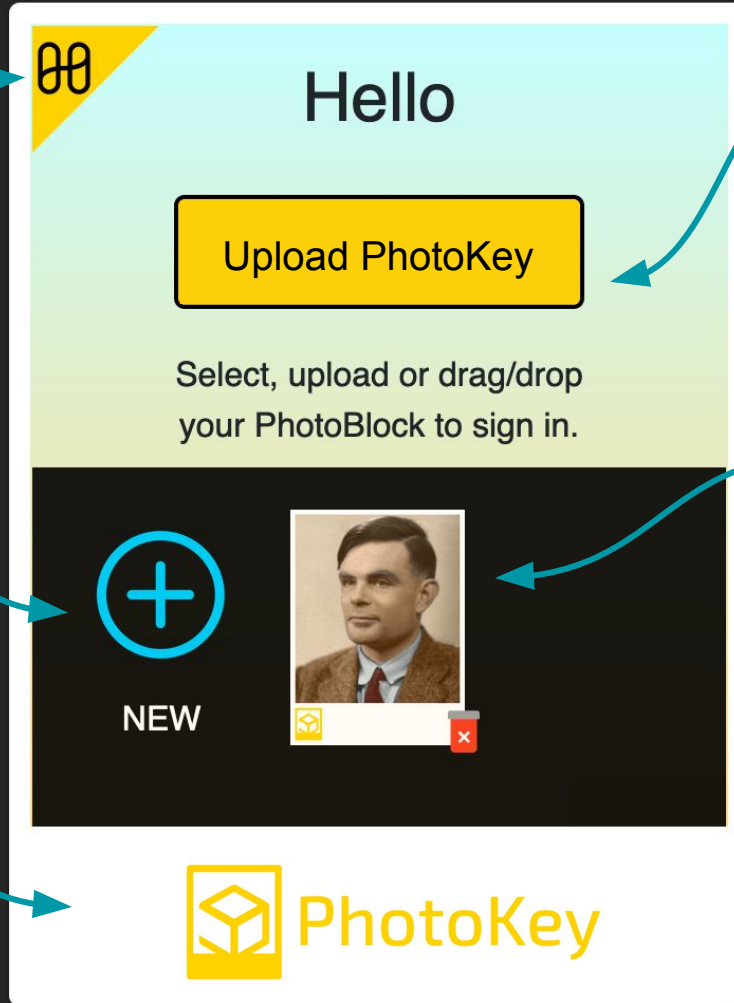 Hello
Upload PhotoKey
Select, upload or drag/drop
your PhotoBlock to sign in.
NEW
PhotoKey